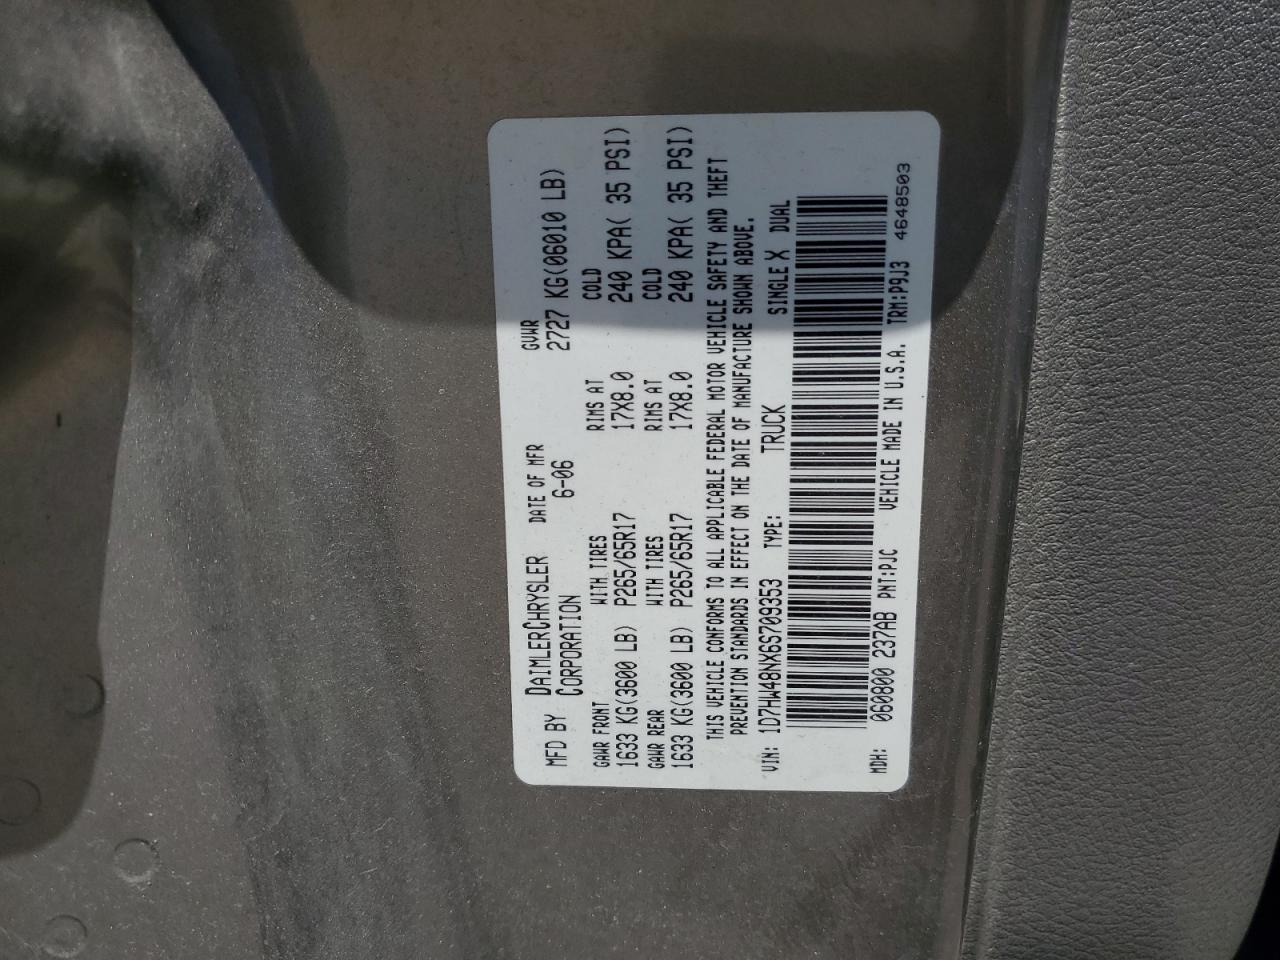 MFD BY DAIMLERCHRYSLER CORPORATION DATE OF MFR 6-06 GVWR 2727 KG(06010 LB)
GAWR FRONT WITH TIRES RIMS AT COLD
1633 KG(3600 LB) P265/65R17 17X8.0 240 KPA( 35 PSI)
GAWR REAR WITH TIRES RIMS AT COLD
1633 KG(3600 LB) P265/65R17 17X8.0 240 KPA( 35 PSI)
THIS VEHICLE CONFORMS TO ALL APPLICABLE FEDERAL MOTOR VEHICLE SAFETY AND THEFT
PREVENTION STANDARDS IN EFFECT ON THE DATE OF MANUFACTURE SHOWN ABOVE.
VIN: 1D7HW48NX6S709353 TYPE: TRUCK SINGLE X DUAL
MDH: 060800 237AB PNT:PJC VEHICLE MADE IN U.S.A. TRM:P9J3 4648503